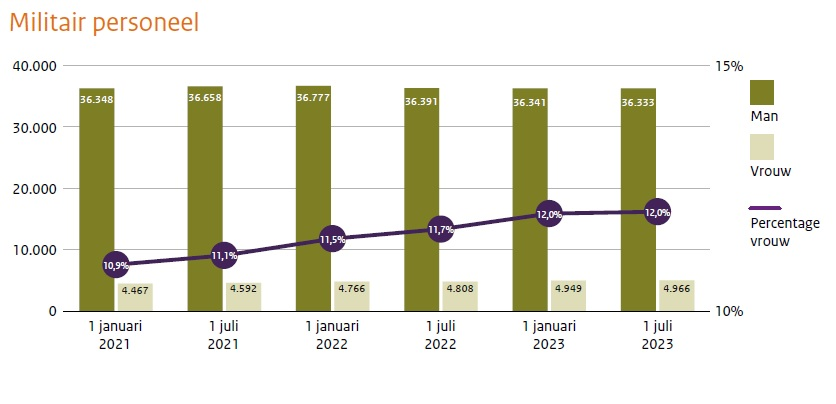 Militair personeel
40.000
15%
36.348
36.658
36.777
36.391
36.341
36.333
Man
30.000
Vrouw
20.000
10,9%
11,1%
11,5%
11,7%
12,0%
12,0%
Percentage
vrouw
10.000
4.467
4.592
4.766
4.808
4.949
4.966
0
10%
1 januari
2021
1 juli
2021
1 januari
2022
1 juli
2022
1 januari
2023
1 juli
2023